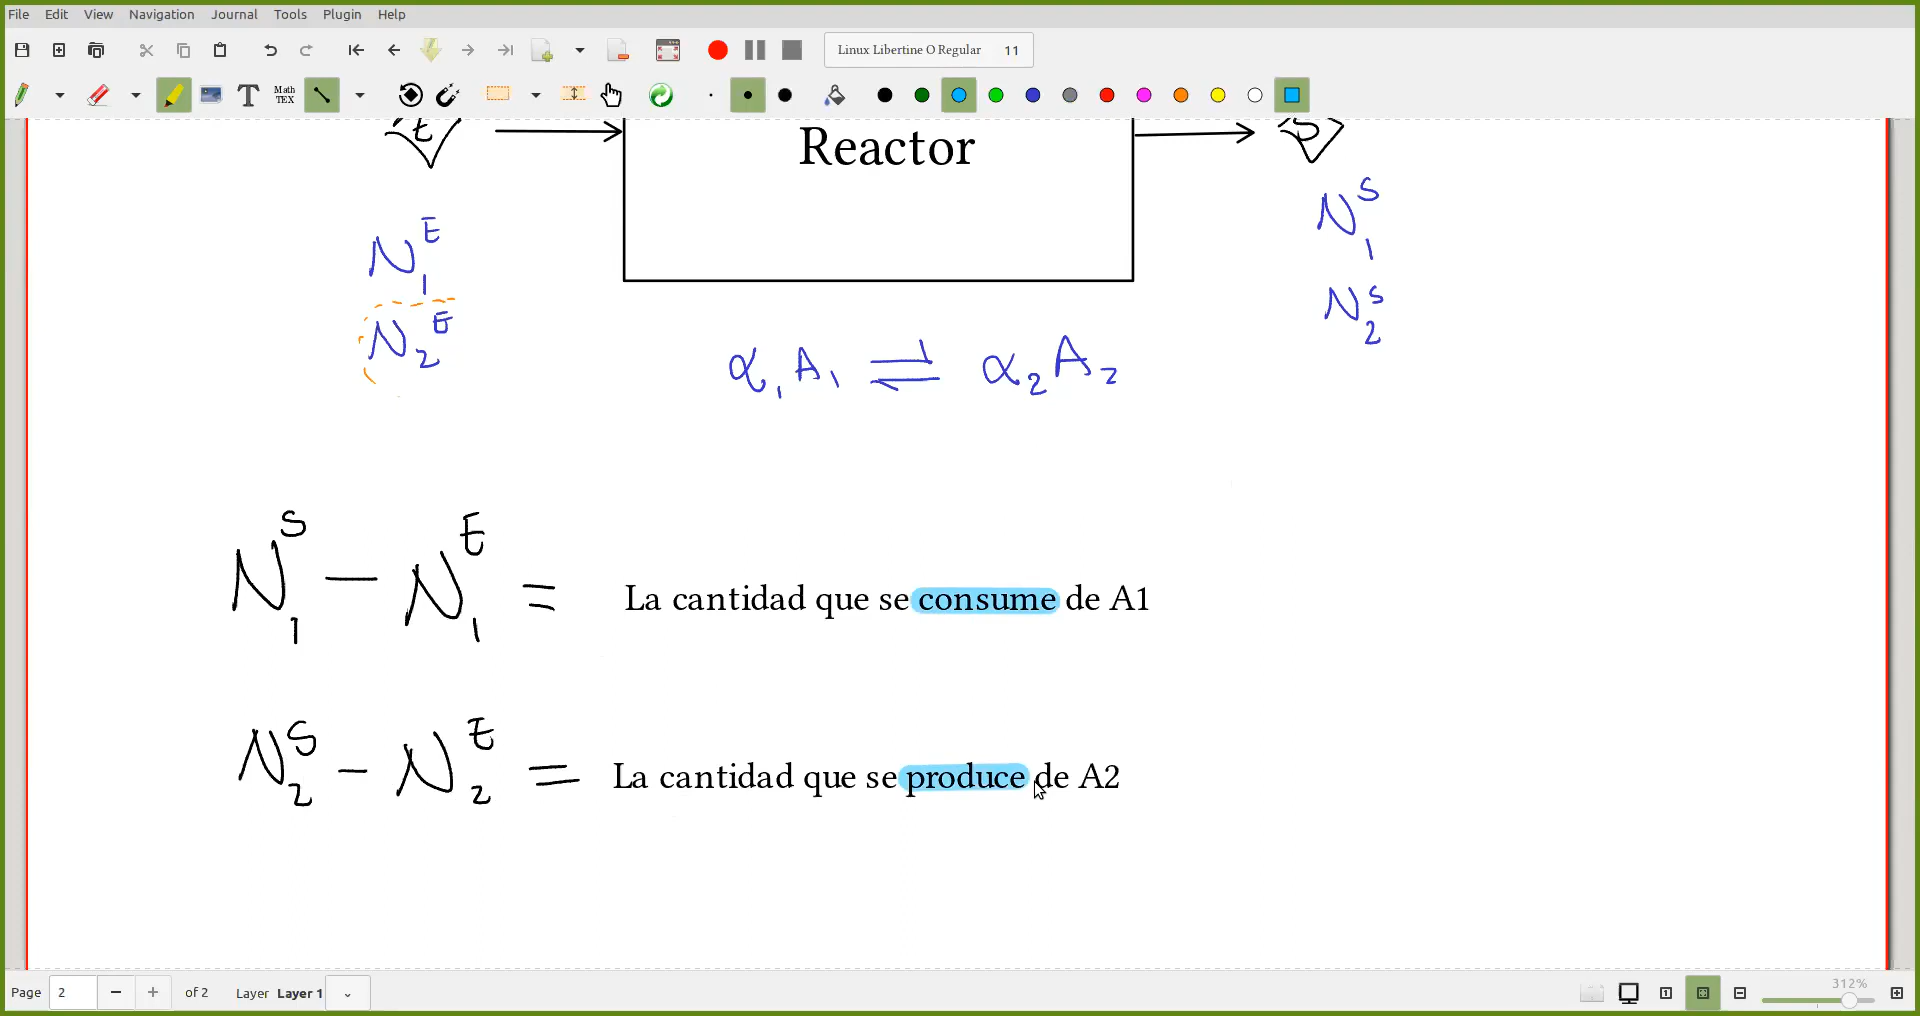 File Edit View Navigation Journal Tools Plugin Help
Linux Libertine O Regular 11
T Math TEX
E Reactor
N₁ᴱ N₁ˢ
N₂ᴱ N₂ˢ
α₁A₁ ⇌ α₂A₂
N₁ˢ − N₁ᴱ = La cantidad que se consume de A1
N₂ˢ − N₂ᴱ = La cantidad que se produce de A2
Page 2 − + of 2 Layer Layer 1 312%